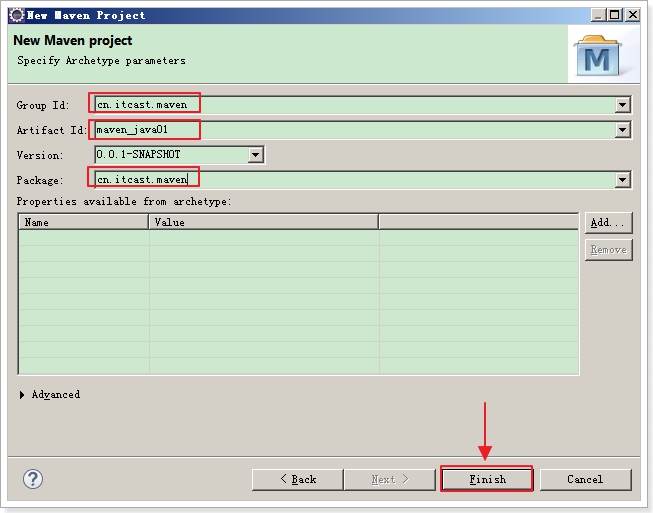 New Maven Project
New Maven project
Specify Archetype parameters
M
Group Id: cn.itcast.maven
Artifact Id: maven_java01
Version: 0.0.1-SNAPSHOT
Package: cn.itcast.maven
Properties available from archetype:
Name Value
Add...
Remove
Advanced
? < Back Next > Finish Cancel